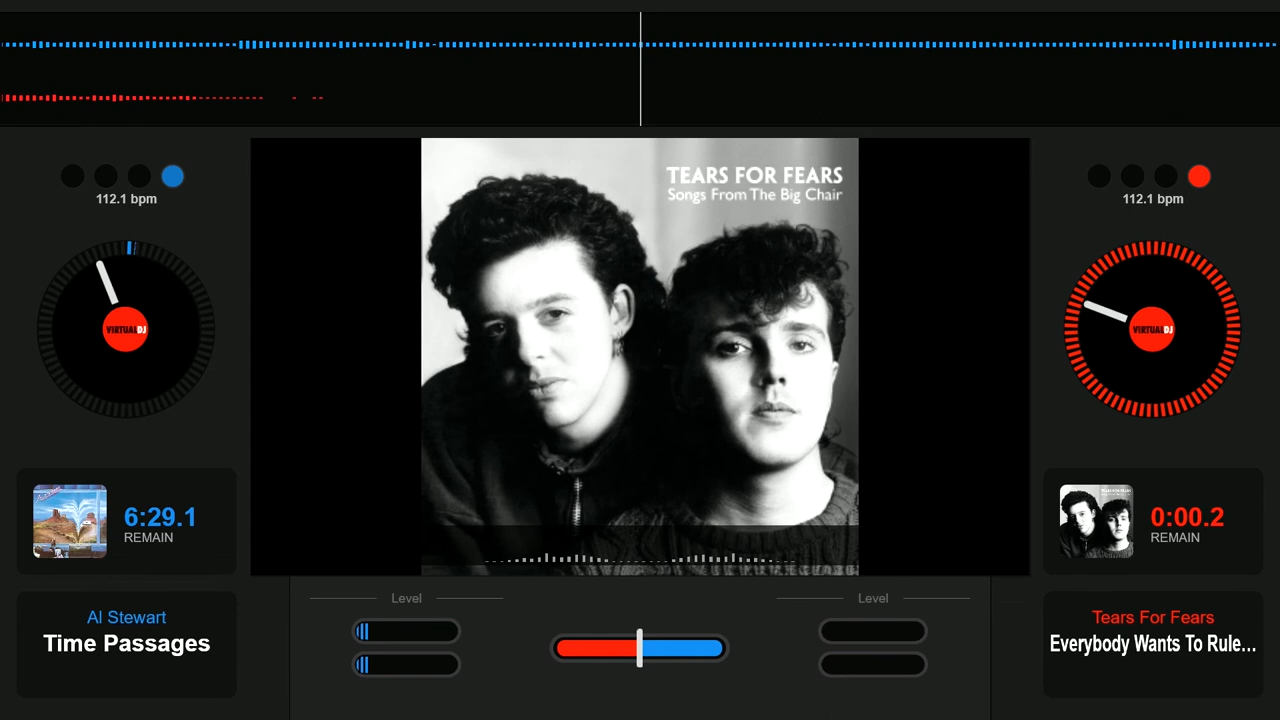 TEARS FOR FEARS
Songs From The Big Chair
112.1 bpm
112.1 bpm
VIRTUALDJ
VIRTUALDJ
6:29.1
REMAIN
0:00.2
REMAIN
Level
Level
Al Stewart
Time Passages
Tears For Fears
Everybody Wants To Rule...